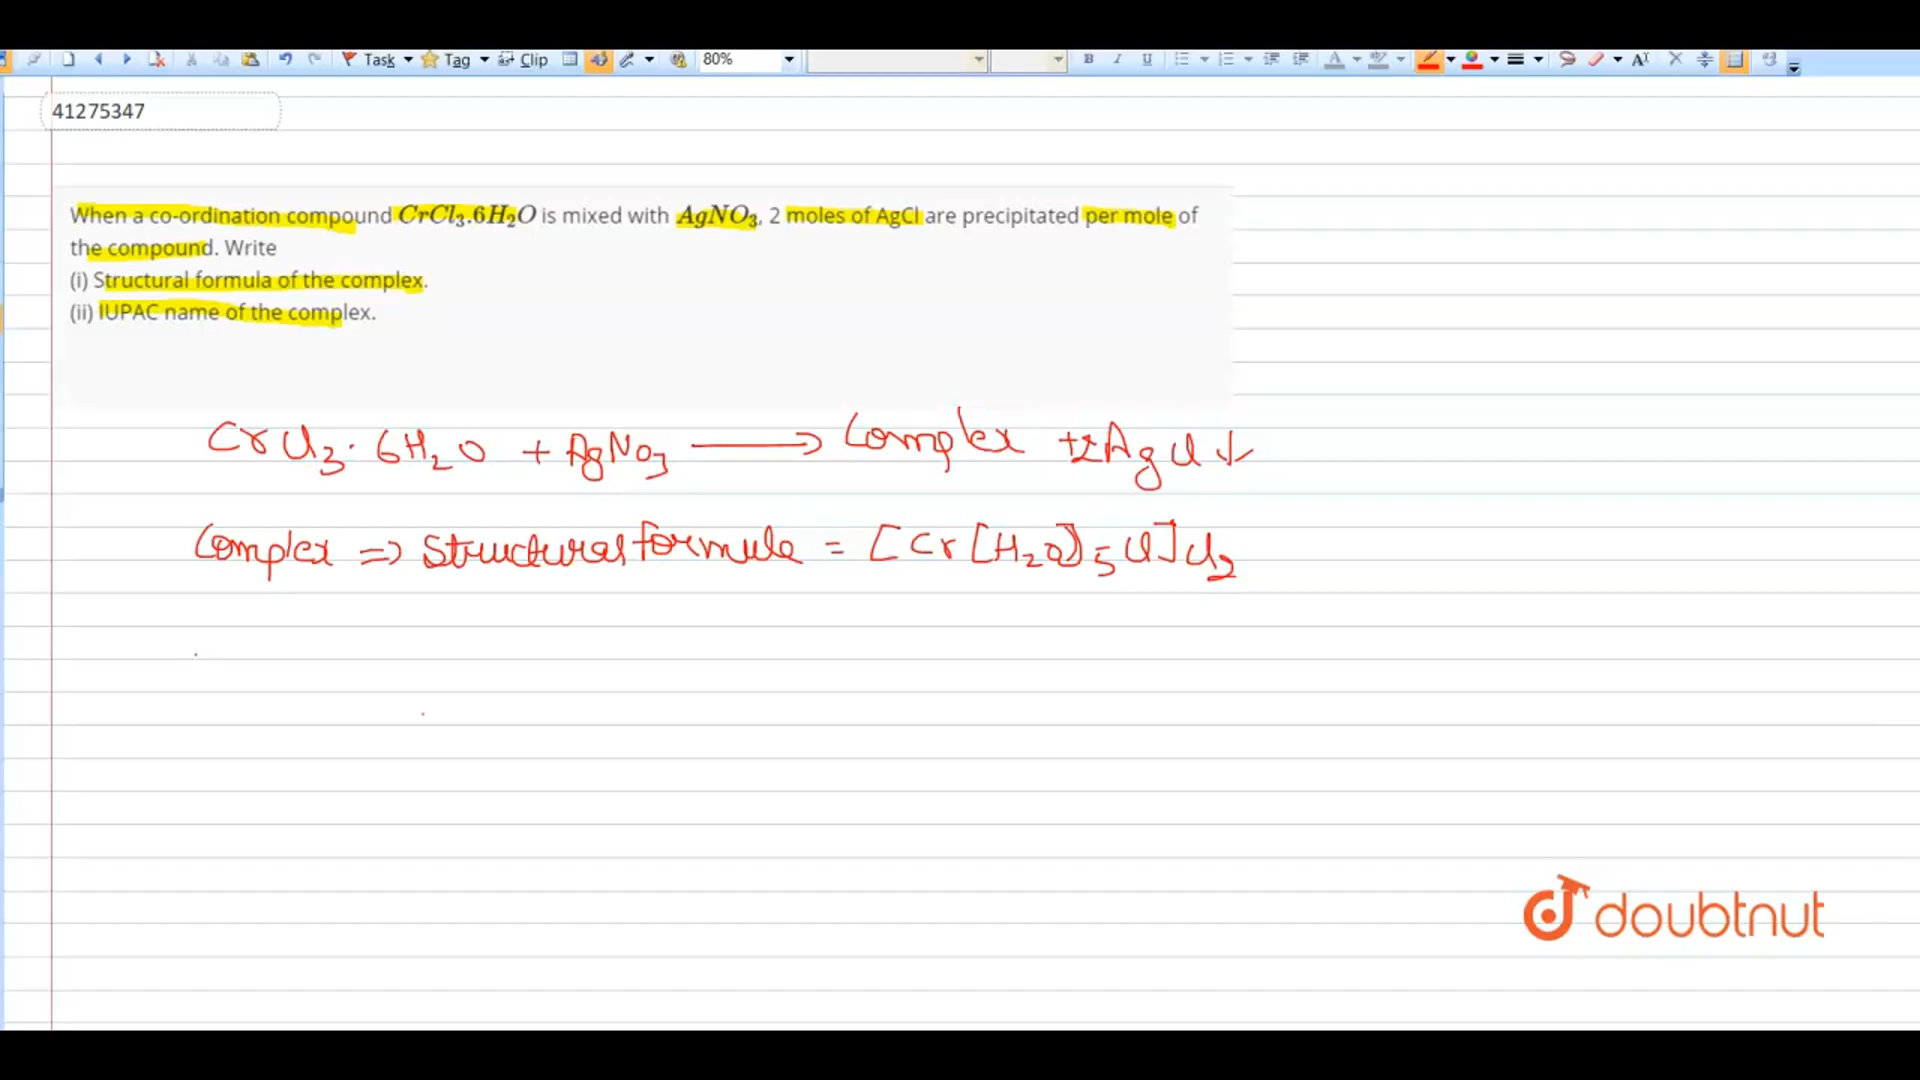 Task Tag Clip 80% B I U
41275347
When a co-ordination compound CrCl₃.6H₂O is mixed with AgNO₃, 2 moles of AgCl are precipitated per mole of
the compound. Write
(i) Structural formula of the complex.
(ii) IUPAC name of the complex.
CrCl₃·6H₂O + AgNO₃ ⟶ Complex +2AgCl↓
Complex ⇒ Structural formula = [Cr[H₂O]₅Cl]Cl₂
doubtnut